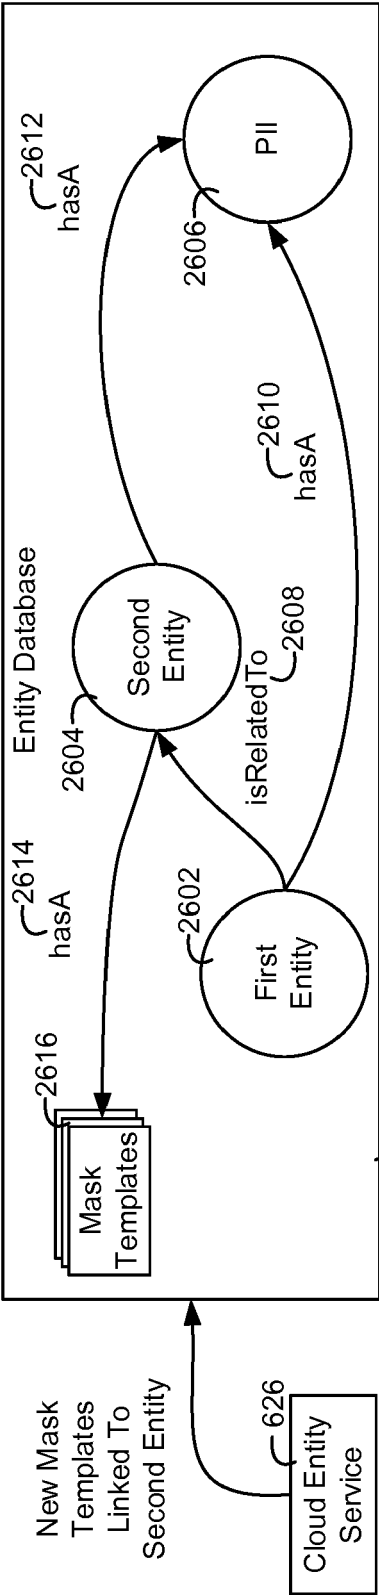 Entity Database
New Mask
Templates
Linked To
Second Entity
Cloud Entity
Service
626
Mask
Templates
2616
2614
hasA
First
Entity
2602
isRelatedTo
2608
Second
Entity
2604
2610
hasA
2612
hasA
PII
2606